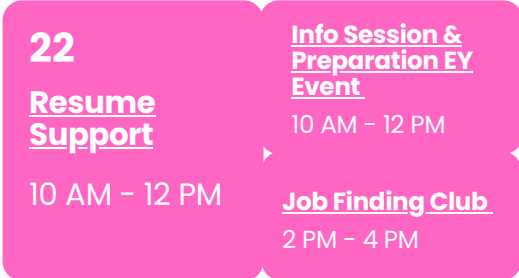 22
Resume
Support
10 AM - 12 PM
Info Session &
Preparation EY
Event
10 AM - 12 PM
Job Finding Club
2 PM - 4 PM